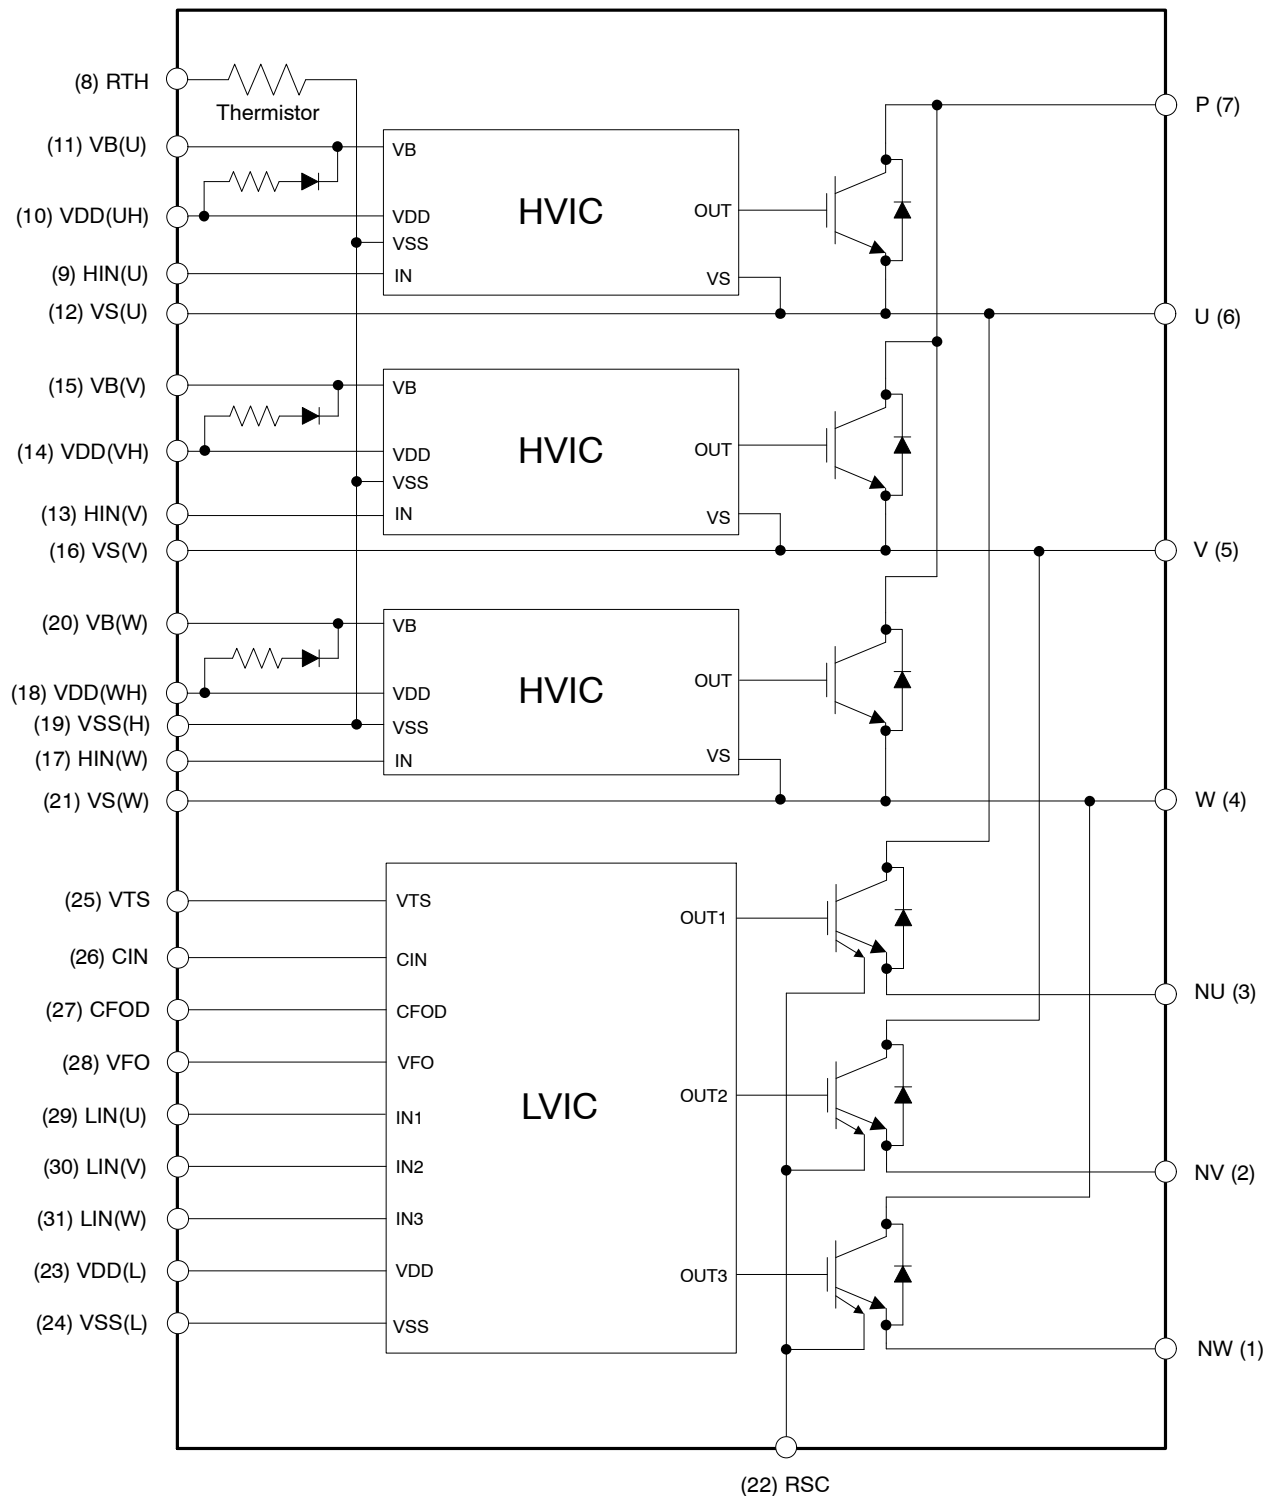 (8) RTH
Thermistor
P (7)
(11) VB(U)
VB
(10) VDD(UH)
VDD
HVIC
OUT
VSS
(9) HIN(U)
IN
VS
(12) VS(U)
U (6)
(15) VB(V)
VB
(14) VDD(VH)
VDD
HVIC
OUT
VSS
(13) HIN(V)
IN
VS
(16) VS(V)
V (5)
(20) VB(W)
VB
(18) VDD(WH)
VDD
HVIC
OUT
(19) VSS(H)
VSS
(17) HIN(W)
IN
VS
(21) VS(W)
W (4)
(25) VTS
VTS
OUT1
(26) CIN
CIN
NU (3)
(27) CFOD
CFOD
(28) VFO
VFO
LVIC
OUT2
(29) LIN(U)
IN1
(30) LIN(V)
IN2
NV (2)
(31) LIN(W)
IN3
(23) VDD(L)
VDD
OUT3
(24) VSS(L)
VSS
NW (1)
(22) RSC